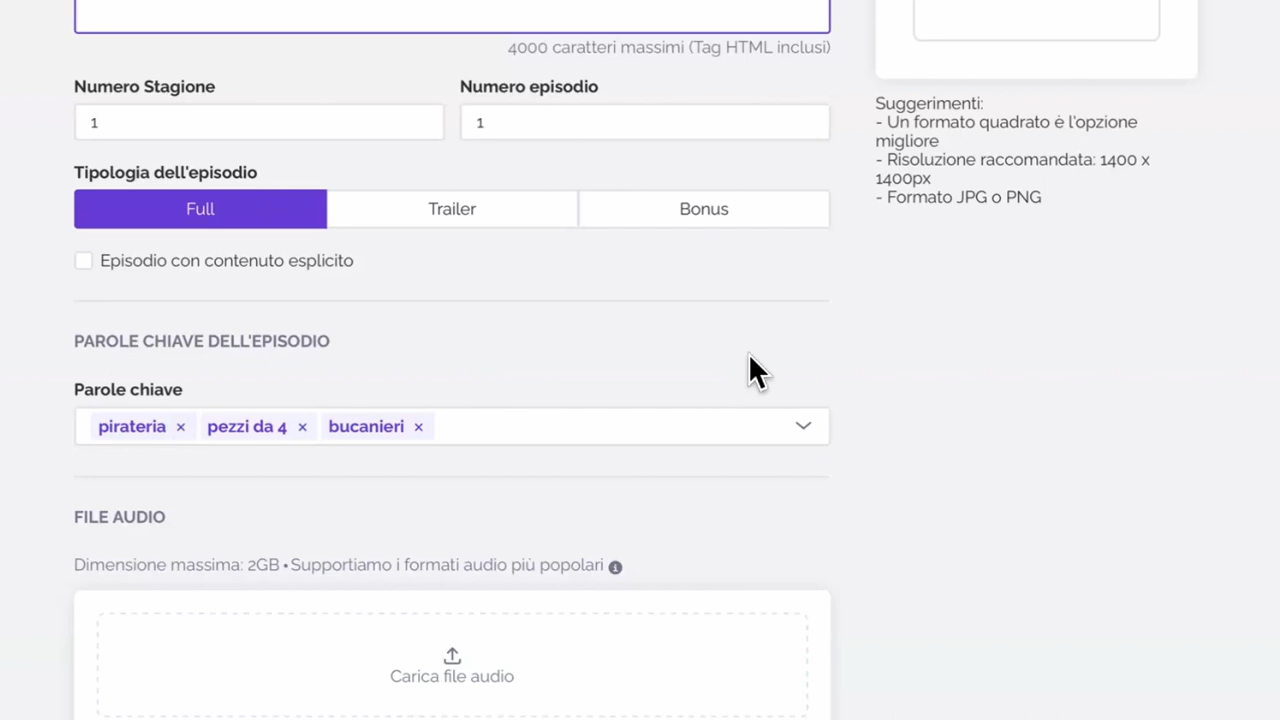 4000 caratteri massimi (Tag HTML inclusi)
Numero Stagione
Numero episodio
1
1
Tipologia dell'episodio
Full
Trailer
Bonus
Episodio con contenuto esplicito
PAROLE CHIAVE DELL'EPISODIO
Parole chiave
pirateria × pezzi da 4 × bucanieri ×
FILE AUDIO
Dimensione massima: 2GB • Supportiamo i formati audio più popolari
Carica file audio
Suggerimenti:
- Un formato quadrato è l'opzione
migliore
- Risoluzione raccomandata: 1400 x
1400px
- Formato JPG o PNG